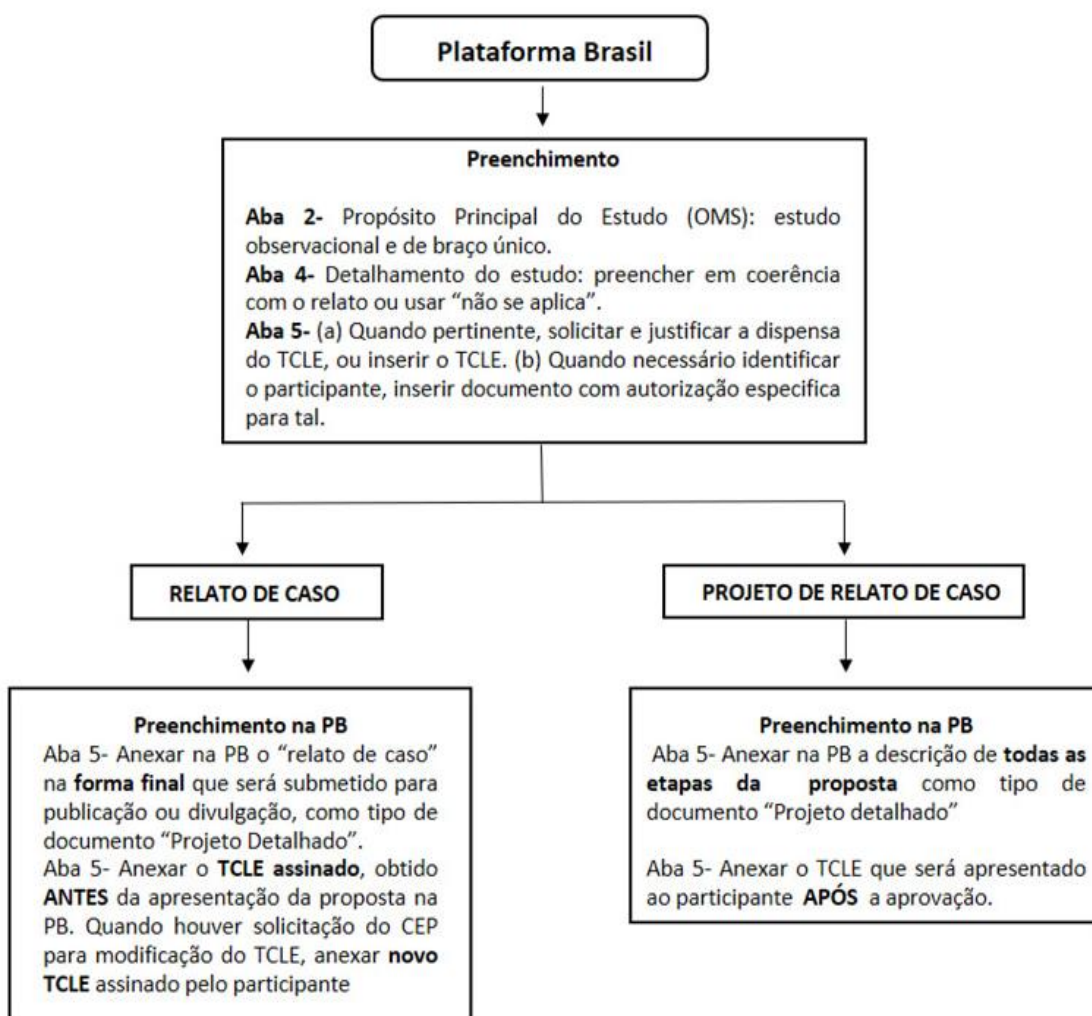 Plataforma Brasil
Preenchimento
Aba 2- Propósito Principal do Estudo (OMS): estudo
observacional e de braço único.
Aba 4- Detalhamento do estudo: preencher em coerência
com o relato ou usar “não se aplica”.
Aba 5- (a) Quando pertinente, solicitar e justificar a dispensa
do TCLE, ou inserir o TCLE. (b) Quando necessário identificar
o participante, inserir documento com autorização especifica
para tal.
RELATO DE CASO
Preenchimento na PB
Aba 5- Anexar na PB o “relato de caso”
na forma final que será submetido para
publicação ou divulgação, como tipo de
documento “Projeto Detalhado”.
Aba 5- Anexar o TCLE assinado, obtido
ANTES da apresentação da proposta na
PB. Quando houver solicitação do CEP
para modificação do TCLE, anexar novo
TCLE assinado pelo participante
PROJETO DE RELATO DE CASO
Preenchimento na PB
Aba 5- Anexar na PB a descrição de todas as
etapas da proposta como tipo de
documento “Projeto detalhado”
Aba 5- Anexar o TCLE que será apresentado
ao participante APÓS a aprovação.